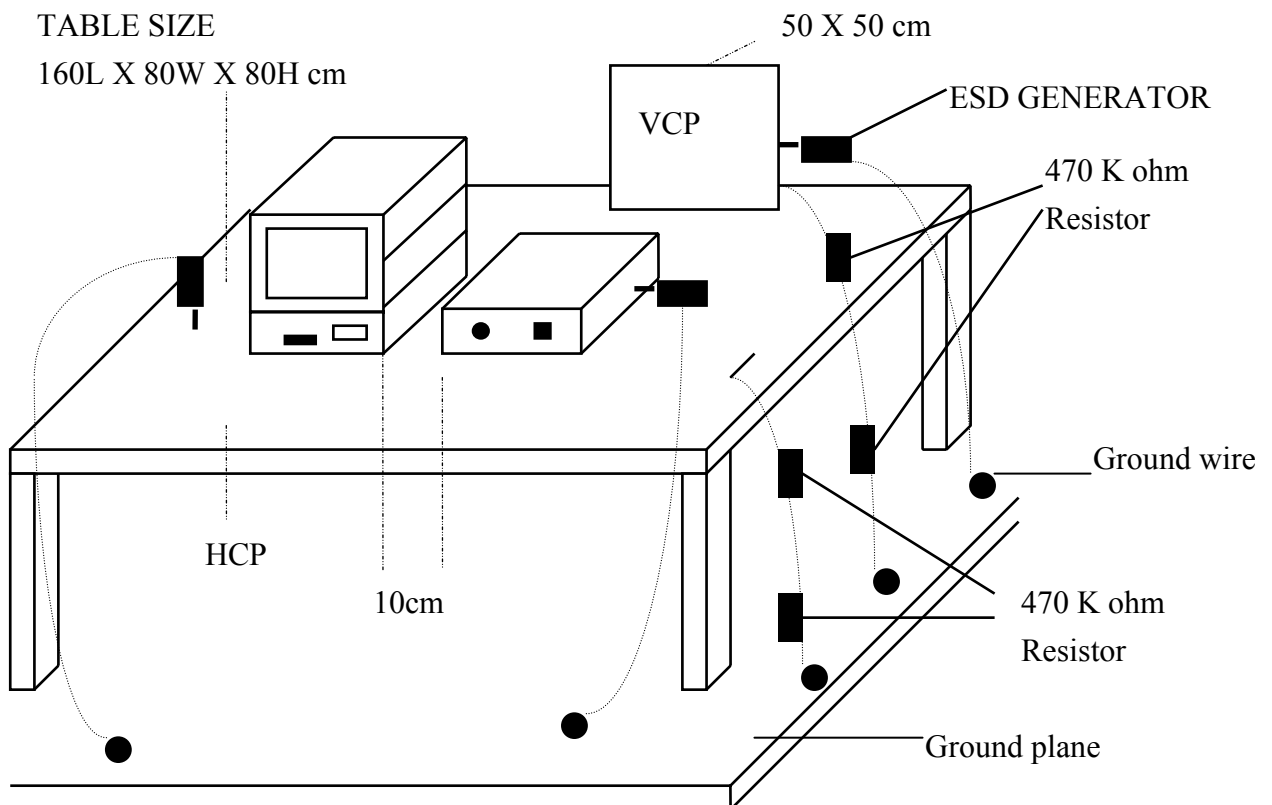 TABLE SIZE
160L X 80W X 80H cm
50 X 50 cm
VCP
ESD GENERATOR
470 K ohm
Resistor
Ground wire
HCP
10cm
470 K ohm
Resistor
Ground plane